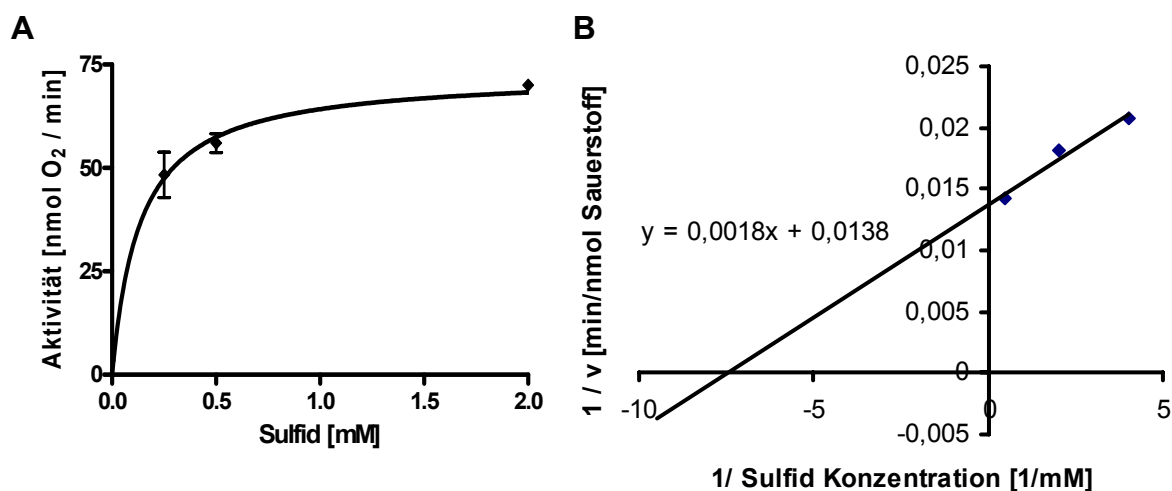 A
Aktivität [nmol O2 / min]
75
50
25
0
0.0
0.5
1.0
1.5
2.0
Sulfid [mM]
B
1 / v [min/nmol Sauerstoff]
0,025
0,02
0,015
y = 0,0018x + 0,0138
0,01
0,005
0
-10
-5
0
5
-0,005
1/ Sulfid Konzentration [1/mM]